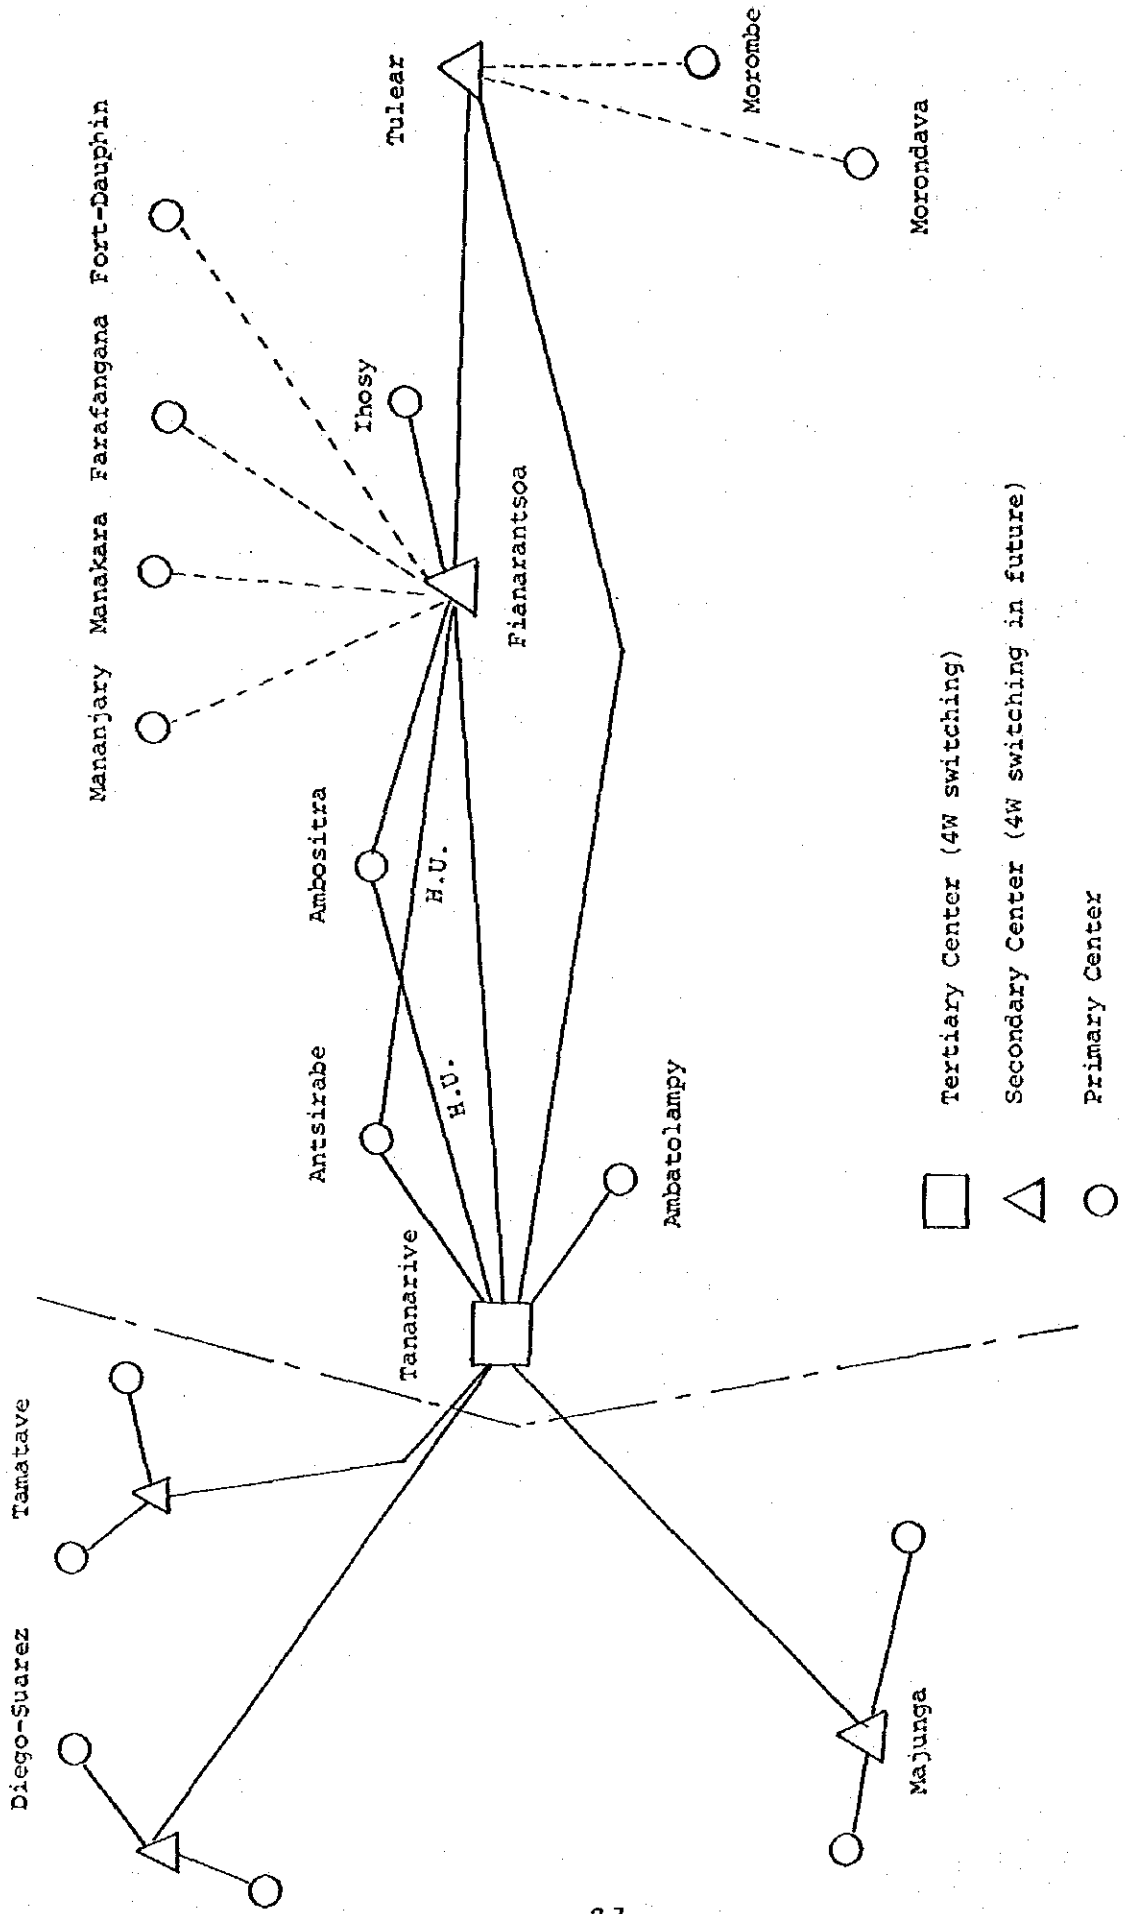 Diego-Suarez
Tamatave
Majunga
Tananarive
Antsirabe
Ambositra
H.U.
H.U.
Ambatolampy
Mananjary Manakara Farafangana Fort-Dauphin
Ihosy
Fianarantsoa
Tulear
Morombe
Morondava
Tertiary Center (4W switching)
Secondary Center (4W switching in future)
Primary Center